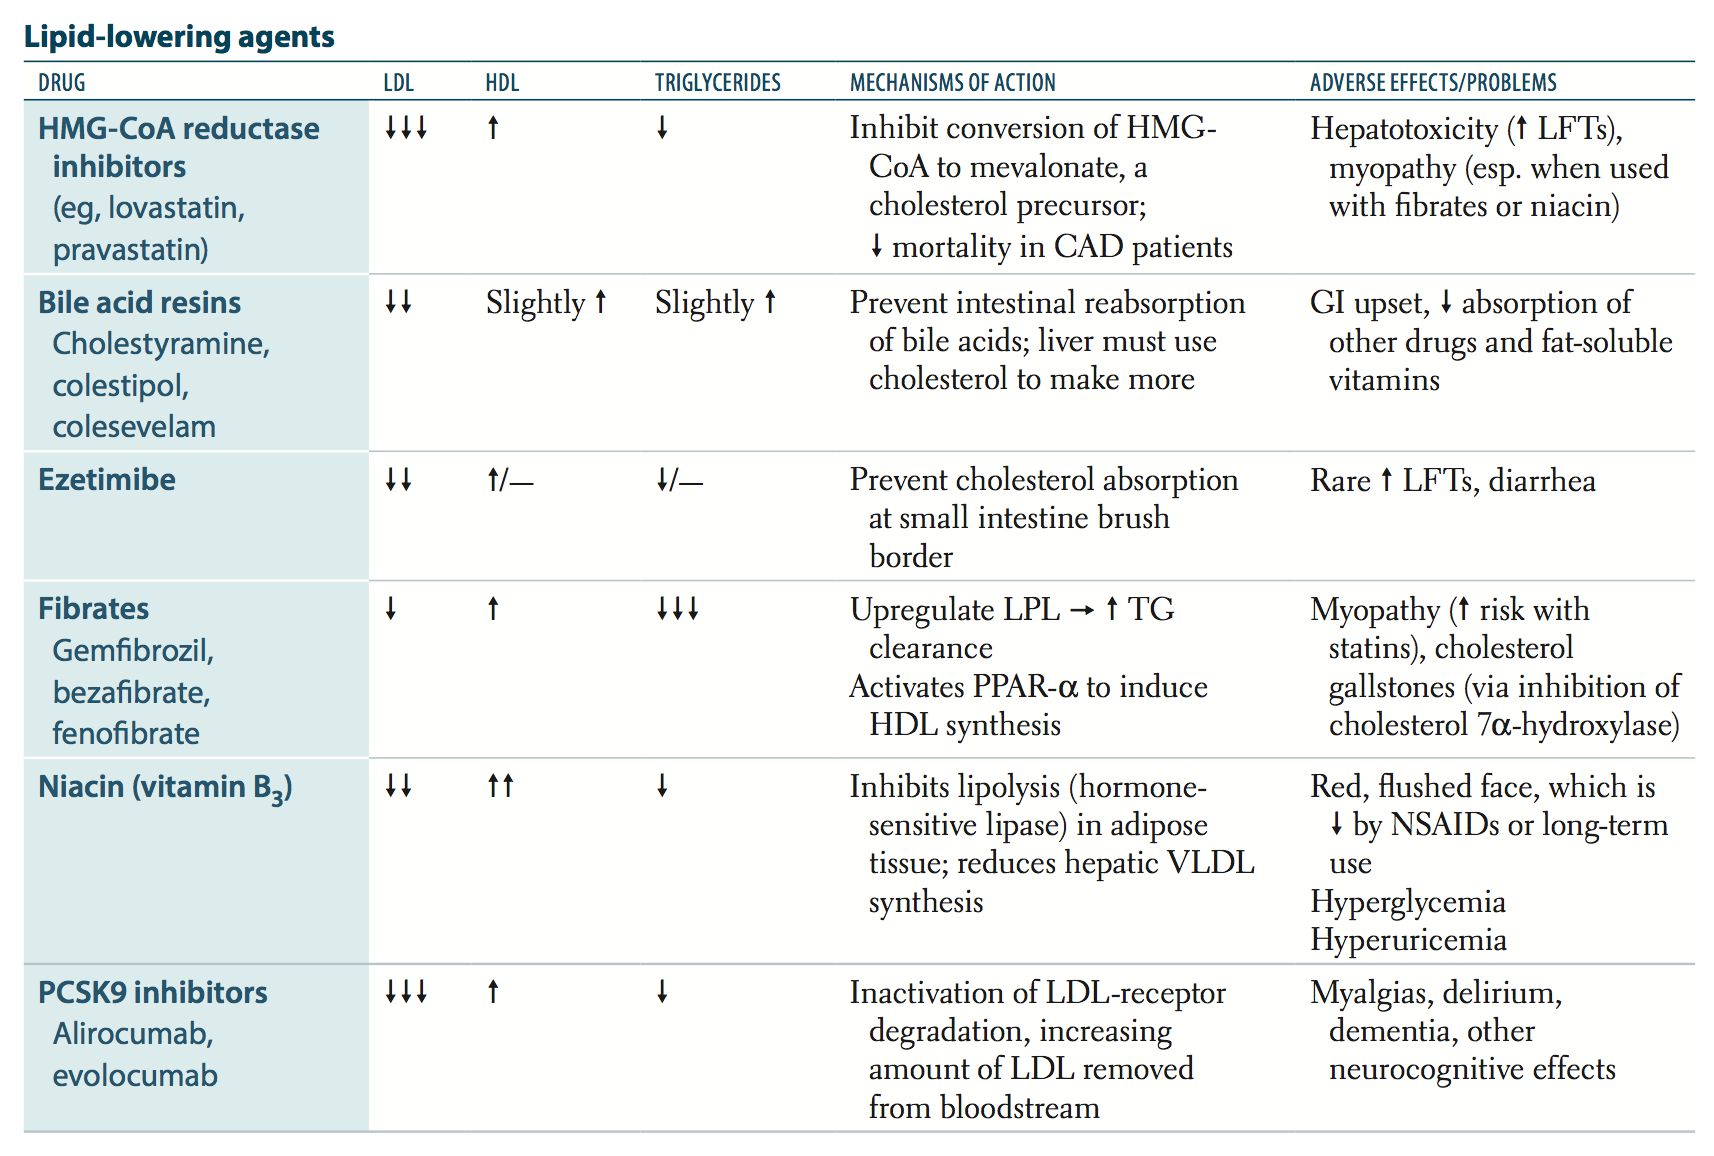 Lipid-lowering agents
DRUG LDL HDL TRIGLYCERIDES MECHANISMS OF ACTION ADVERSE EFFECTS/PROBLEMS
HMG-CoA reductase
inhibitors
(eg, lovastatin,
pravastatin)
↓↓↓
↑
↓
Inhibit conversion of HMG-
CoA to mevalonate, a
cholesterol precursor;
↓ mortality in CAD patients
Hepatotoxicity (↑ LFTs),
myopathy (esp. when used
with fibrates or niacin)
Bile acid resins
Cholestyramine,
colestipol,
colesevelam
↓↓
Slightly ↑
Slightly ↑
Prevent intestinal reabsorption
of bile acids; liver must use
cholesterol to make more
GI upset, ↓ absorption of
other drugs and fat-soluble
vitamins
Ezetimibe
↓↓
↑/—
↓/—
Prevent cholesterol absorption
at small intestine brush
border
Rare ↑ LFTs, diarrhea
Fibrates
Gemfibrozil,
bezafibrate,
fenofibrate
↓
↑
↓↓↓
Upregulate LPL → ↑ TG
clearance
Activates PPAR-α to induce
HDL synthesis
Myopathy (↑ risk with
statins), cholesterol
gallstones (via inhibition of
cholesterol 7α-hydroxylase)
Niacin (vitamin B₃)
↓↓
↑↑
↓
Inhibits lipolysis (hormone-
sensitive lipase) in adipose
tissue; reduces hepatic VLDL
synthesis
Red, flushed face, which is
↓ by NSAIDs or long-term
use
Hyperglycemia
Hyperuricemia
PCSK9 inhibitors
Alirocumab,
evolocumab
↓↓↓
↑
↓
Inactivation of LDL-receptor
degradation, increasing
amount of LDL removed
from bloodstream
Myalgias, delirium,
dementia, other
neurocognitive effects